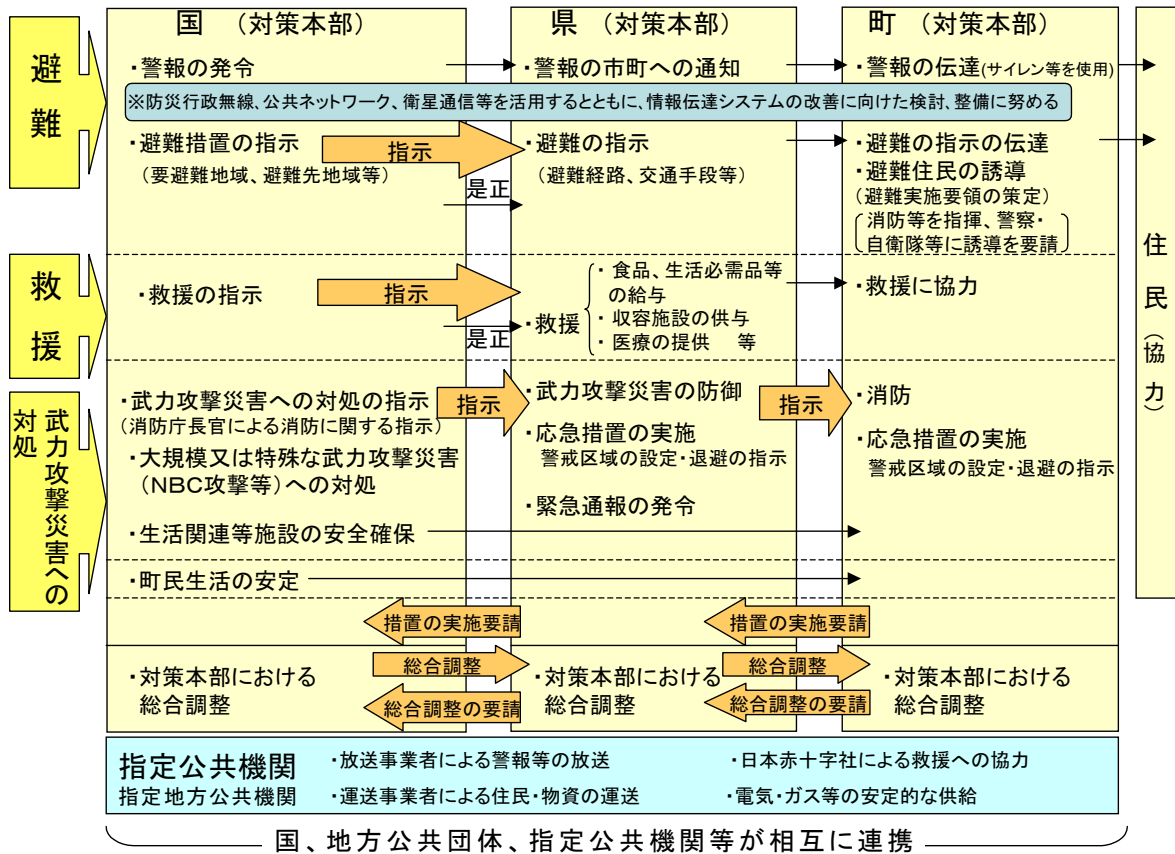 国 (対策本部)
県 (対策本部)
町 (対策本部)
避難
・警報の発令
・警報の市町への通知
・警報の伝達(サイレン等を使用)
※防災行政無線、公共ネットワーク、衛星通信等を活用するとともに、情報伝達システムの改善に向けた検討、整備に努める
・避難措置の指示
(要避難地域、避難先地域等)
指示
是正
・避難の指示
(避難経路、交通手段等)
・避難の指示の伝達
・避難住民の誘導
(避難実施要領の策定)
消防等を指揮、警察・
自衛隊等に誘導を要請
住民(協力)
救援
・救援の指示
指示
是正
・救援
・食品、生活必需品等
の給与
・収容施設の供与
・医療の提供 等
・救援に協力
武力攻撃災害への
対処
・武力攻撃災害への対処の指示
(消防庁長官による消防に関する指示)
・大規模又は特殊な武力攻撃災害
(NBC攻撃等)への対処
・生活関連等施設の安全確保
指示
・武力攻撃災害の防御
・応急措置の実施
警戒区域の設定・退避の指示
・緊急通報の発令
指示
・消防
・応急措置の実施
警戒区域の設定・退避の指示
・町民生活の安定
措置の実施要請
措置の実施要請
・対策本部における
総合調整
総合調整
総合調整の要請
・対策本部における
総合調整
総合調整
総合調整の要請
・対策本部における
総合調整
指定公共機関
指定地方公共機関
・放送事業者による警報等の放送
・日本赤十字社による救援への協力
・運送事業者による住民・物資の運送
・電気・ガス等の安定的な供給
国、地方公共団体、指定公共機関等が相互に連携